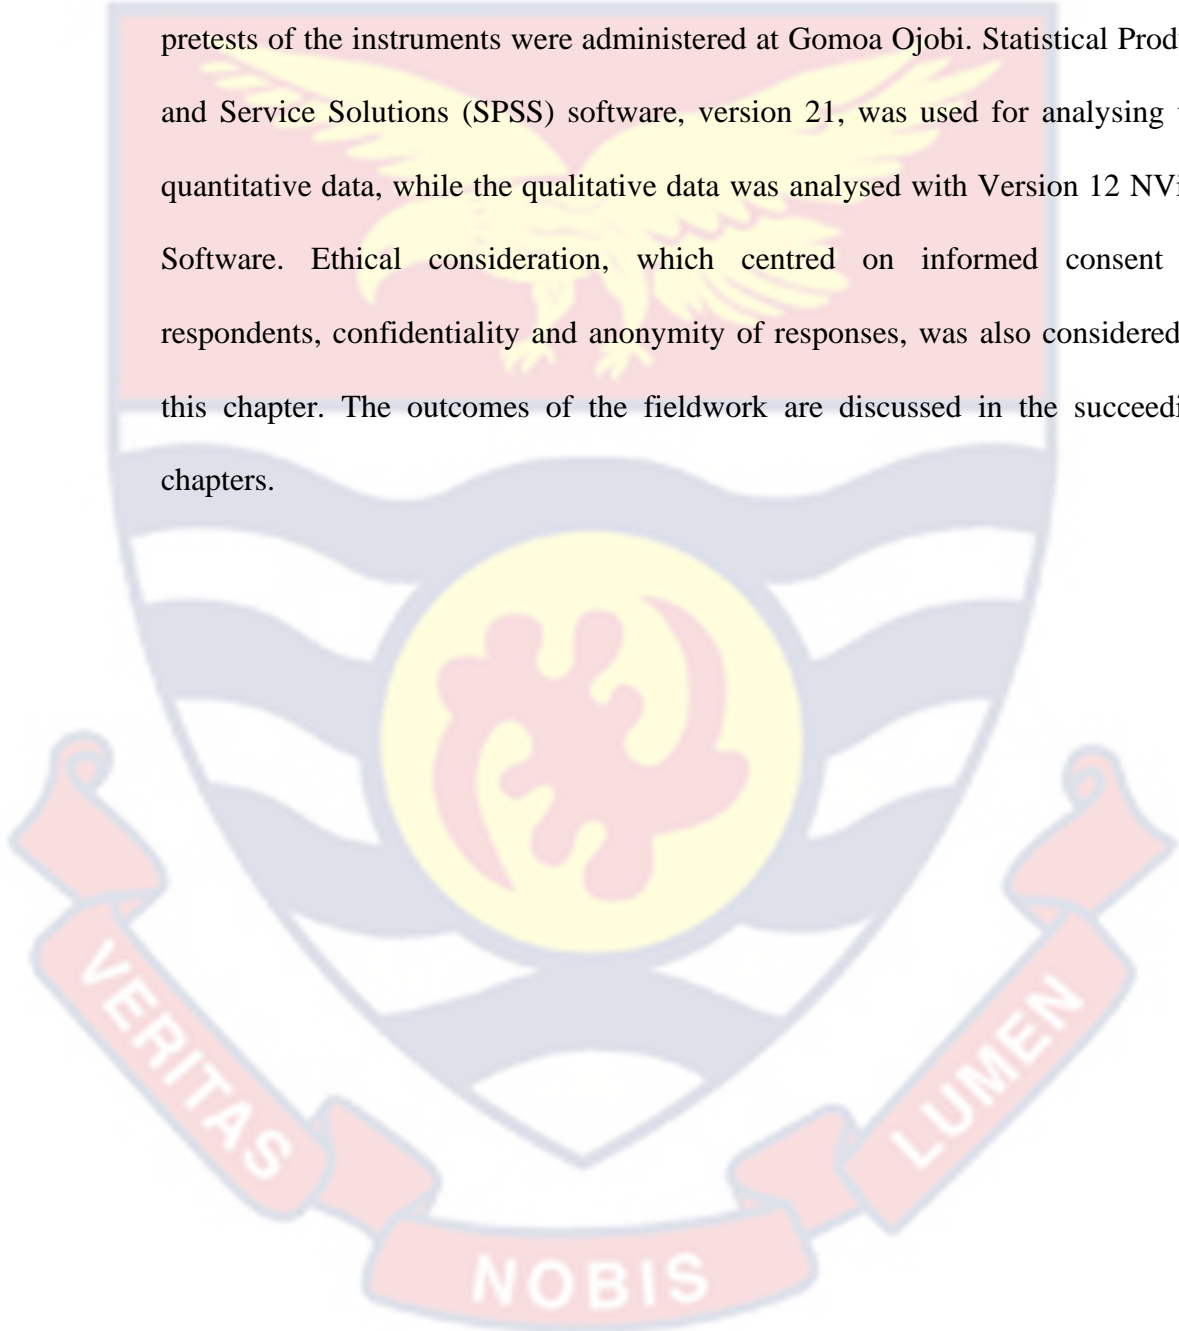 pretests of the instruments were administered at Gomoa Ojobi. Statistical Prod
and Service Solutions (SPSS) software, version 21, was used for analysing
quantitative data, while the qualitative data was analysed with Version 12 NVi
Software. Ethical consideration, which centred on informed consent
respondents, confidentiality and anonymity of responses, was also considered
this chapter. The outcomes of the fieldwork are discussed in the succeedi
chapters.
VERITAS
NOBIS
LUMEN